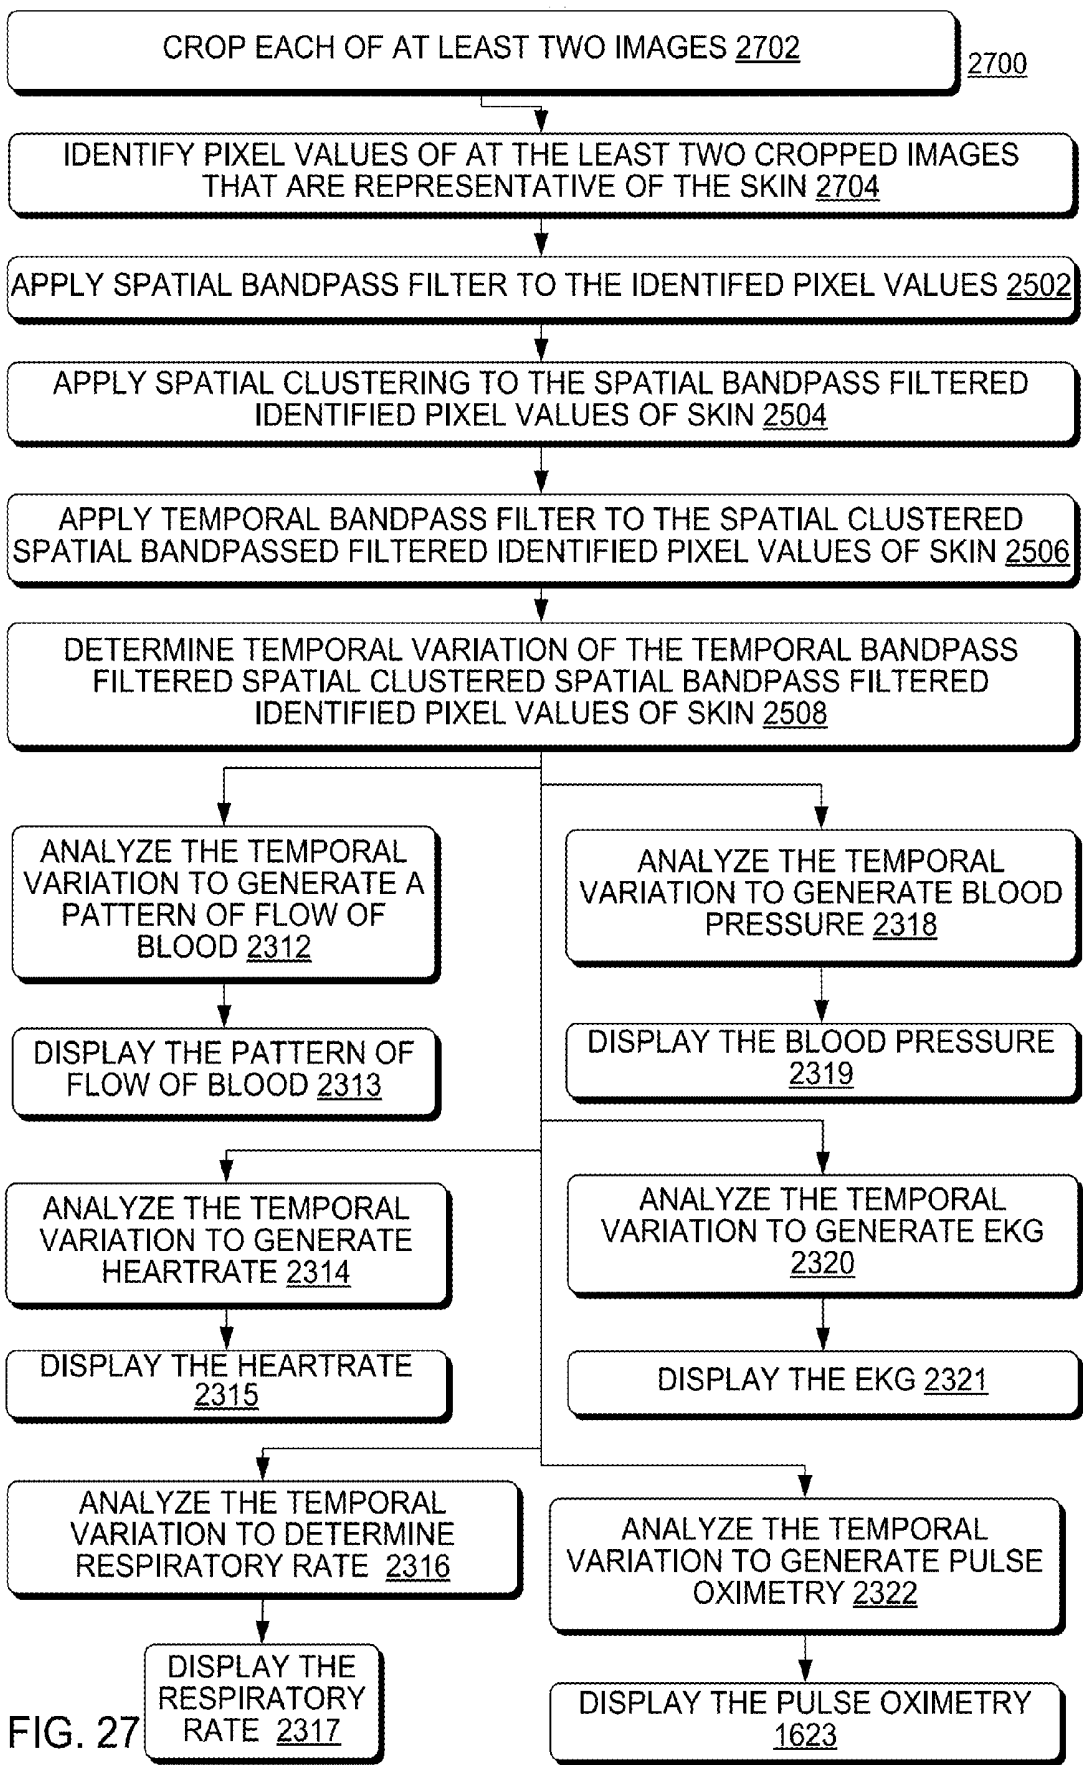 CROP EACH OF AT LEAST TWO IMAGES 2702
2700
IDENTIFY PIXEL VALUES OF AT THE LEAST TWO CROPPED IMAGES
THAT ARE REPRESENTATIVE OF THE SKIN 2704
APPLY SPATIAL BANDPASS FILTER TO THE IDENTIFED PIXEL VALUES 2502
APPLY SPATIAL CLUSTERING TO THE SPATIAL BANDPASS FILTERED
IDENTIFIED PIXEL VALUES OF SKIN 2504
APPLY TEMPORAL BANDPASS FILTER TO THE SPATIAL CLUSTERED
SPATIAL BANDPASSED FILTERED IDENTIFIED PIXEL VALUES OF SKIN 2506
DETERMINE TEMPORAL VARIATION OF THE TEMPORAL BANDPASS
FILTERED SPATIAL CLUSTERED SPATIAL BANDPASS FILTERED
IDENTIFIED PIXEL VALUES OF SKIN 2508
ANALYZE THE TEMPORAL
VARIATION TO GENERATE A
PATTERN OF FLOW OF
BLOOD 2312
ANALYZE THE TEMPORAL
VARIATION TO GENERATE BLOOD
PRESSURE 2318
DISPLAY THE PATTERN OF
FLOW OF BLOOD 2313
DISPLAY THE BLOOD PRESSURE
2319
ANALYZE THE TEMPORAL
VARIATION TO GENERATE
HEARTRATE 2314
ANALYZE THE TEMPORAL
VARIATION TO GENERATE EKG
2320
DISPLAY THE HEARTRATE
2315
DISPLAY THE EKG 2321
ANALYZE THE TEMPORAL
VARIATION TO DETERMINE
RESPIRATORY RATE 2316
ANALYZE THE TEMPORAL
VARIATION TO GENERATE PULSE
OXIMETRY 2322
DISPLAY THE
RESPIRATORY
RATE 2317
DISPLAY THE PULSE OXIMETRY
1623
FIG. 27